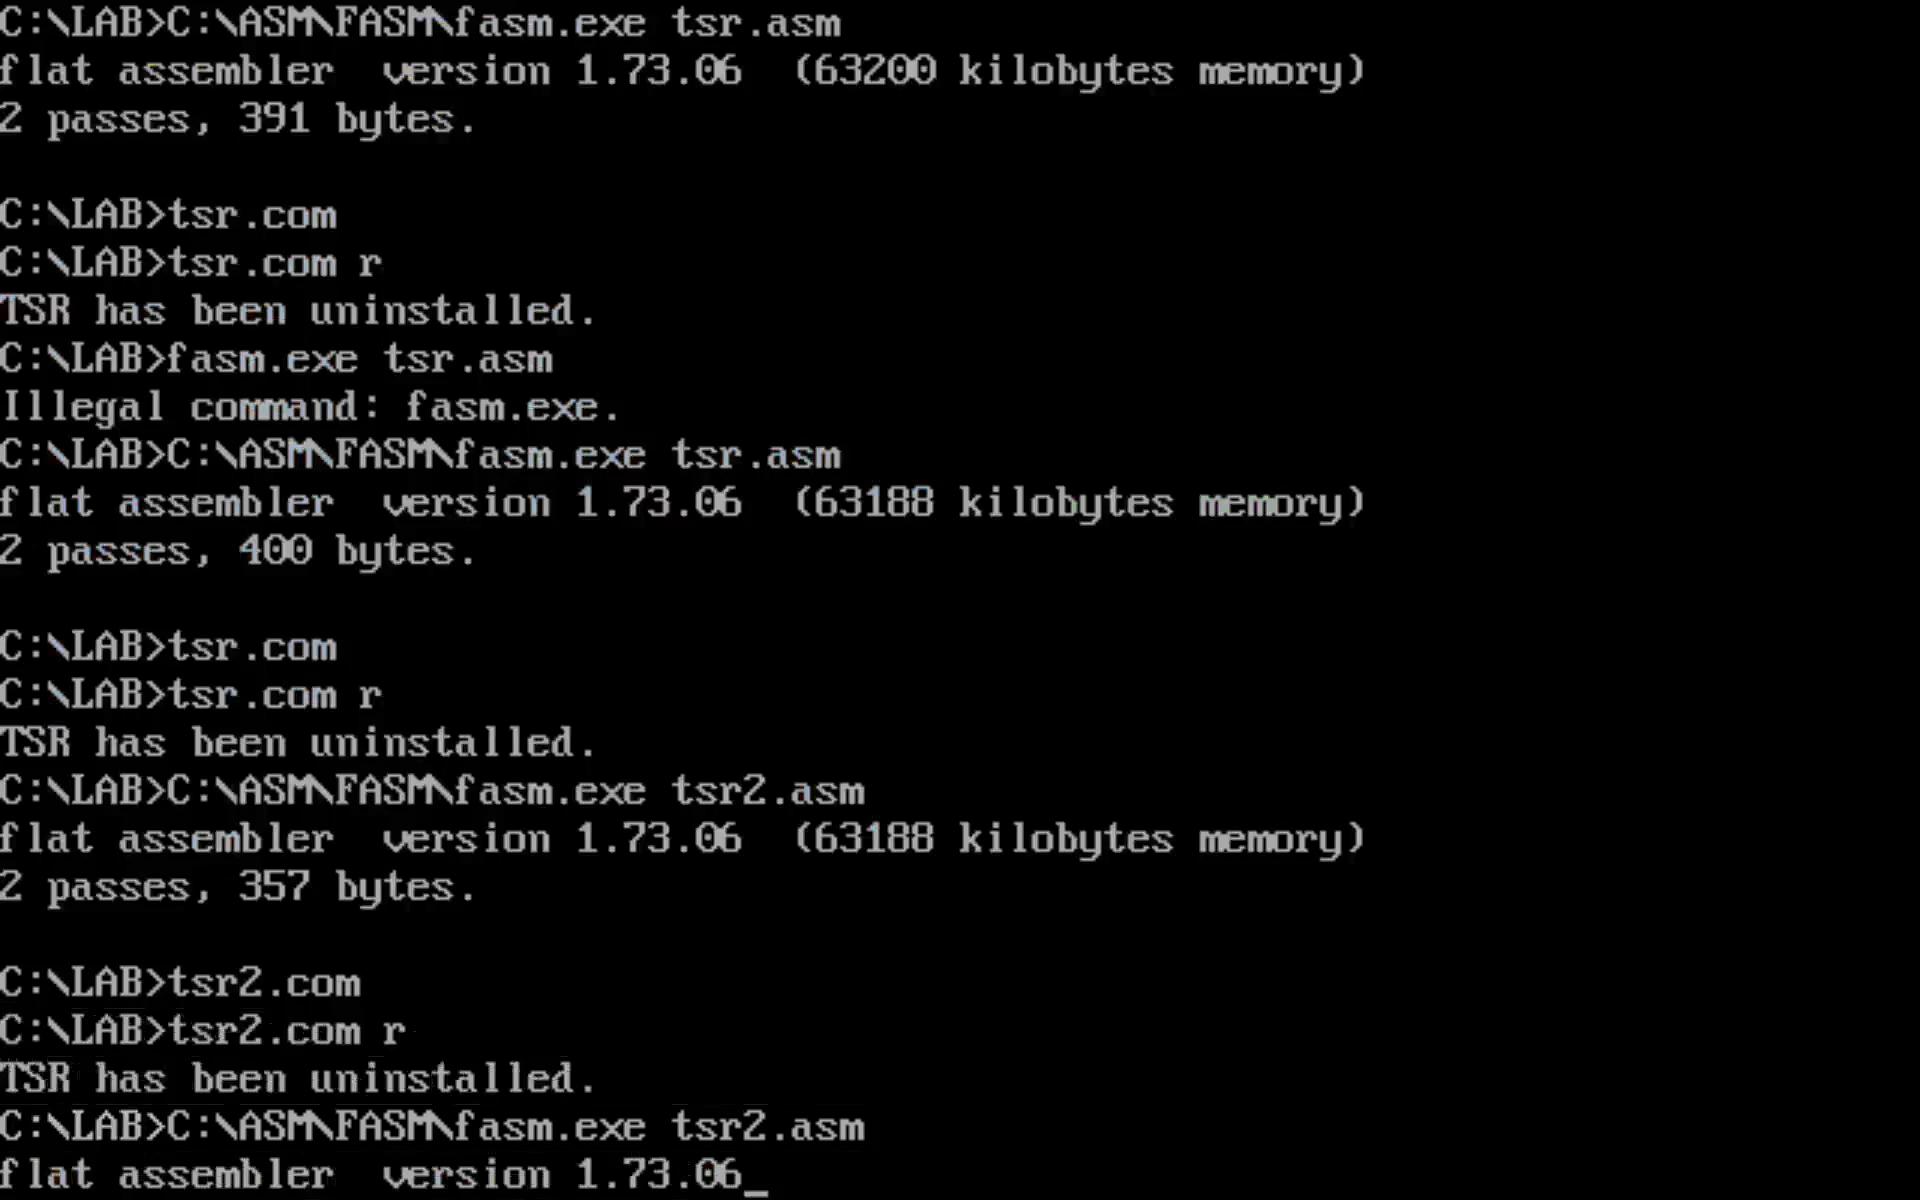 C:\LAB>C:\ASM\FASM\fasm.exe tsr.asm
flat assembler  version 1.73.06  (63200 kilobytes memory)
2 passes, 391 bytes.
C:\LAB>tsr.com
C:\LAB>tsr.com r
TSR has been uninstalled.
C:\LAB>fasm.exe tsr.asm
Illegal command: fasm.exe.
C:\LAB>C:\ASM\FASM\fasm.exe tsr.asm
flat assembler  version 1.73.06  (63188 kilobytes memory)
2 passes, 400 bytes.
C:\LAB>tsr.com
C:\LAB>tsr.com r
TSR has been uninstalled.
C:\LAB>C:\ASM\FASM\fasm.exe tsr2.asm
flat assembler  version 1.73.06  (63188 kilobytes memory)
2 passes, 357 bytes.
C:\LAB>tsr2.com
C:\LAB>tsr2.com r
TSR has been uninstalled.
C:\LAB>C:\ASM\FASM\fasm.exe tsr2.asm
flat assembler  version 1.73.06_